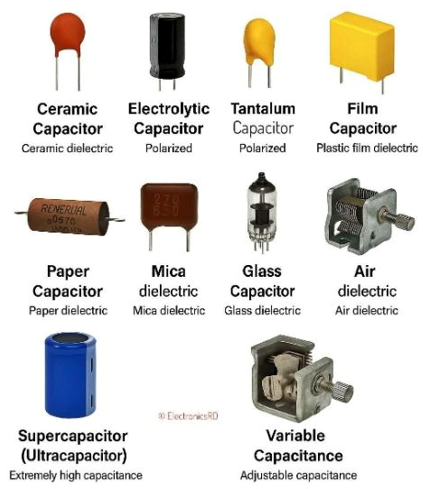 Ceramic
Capacitor
Ceramic dielectric
Electrolytic
Capacitor
Polarized
Tantalum
Capacitor
Polarized
Film
Capacitor
Plastic film dielectric
RENERUAL
Paper
Capacitor
Paper dielectric
Mica
dielectric
Mica dielectric
Glass
Capacitor
Glass dielectric
Air
dielectric
Air dielectric
Supercapacitor
(Ultracapacitor)
Extremely high capacitance
© ElectronicsRD
Variable
Capacitance
Adjustable capacitance